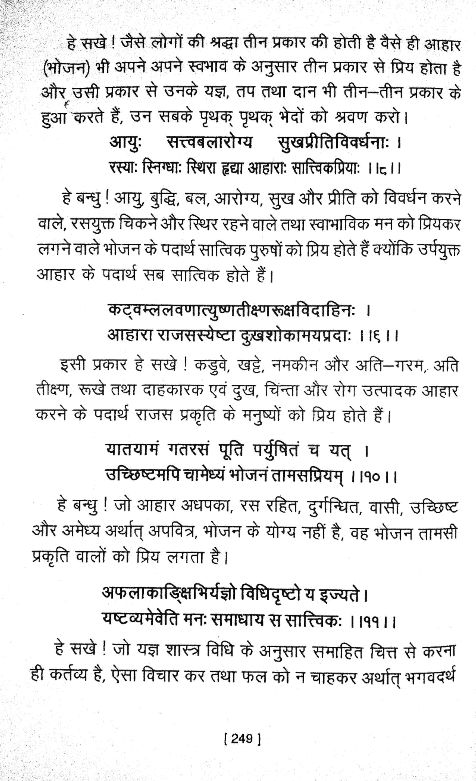 हे सखे ! जैसे लोगों की श्रद्धा तीन प्रकार की होती है वैसे ही आहार
(भोजन) भी अपने अपने स्वभाव के अनुसार तीन प्रकार से प्रिय होता है
और उसी प्रकार से उनके यज्ञ, तप तथा दान भी तीन–तीन प्रकार के
हुआ करते हैं, उन सबके पृथक् पृथक् भेदों को श्रवण करो।
आयुः सत्त्वबलारोग्य सुखप्रीतिविवर्धनाः ।
रस्याः स्निग्धाः स्थिरा हृद्या आहाराः सात्त्विकप्रियाः ।।८।।
हे बन्धु ! आयु, बुद्धि, बल, आरोग्य, सुख और प्रीति को विवर्धन करने
वाले, रसयुक्त चिकने और स्थिर रहने वाले तथा स्वाभाविक मन को प्रियकर
लगने वाले भोजन के पदार्थ सात्विक पुरुषों को प्रिय होते हैं क्योंकि उर्पयुक्त
आहार के पदार्थ सब सात्विक होते हैं।
कट्वम्ललवणात्युष्णतीक्ष्णरूक्षविदाहिनः ।
आहारा राजसस्येष्टा दुःखशोकामयप्रदाः ।।६।।
इसी प्रकार हे सखे ! कडुवे, खट्टे, नमकीन और अति–गरम, अति
तीक्ष्ण, रूखे तथा दाहकारक एवं दुख, चिंन्ता और रोग उत्पादक आहार
करने के पदार्थ राजस प्रकृति के मनुष्यों को प्रिय होते हैं।
यातयामं गतरसं पूति पर्युषितं च यत् ।
उच्छिष्टमपि चामेध्यं भोजनं तामसप्रियम् ।।१०।।
हे बन्धु ! जो आहार अधपका, रस रहित, दुर्गन्धित, वासी, उच्छिष्ट
और अमेध्य अर्थात् अपवित्र, भोजन के योग्य नहीं है, वह भोजन तामसी
प्रकृति वालों को प्रिय लगता है।
अफलाकाङ्क्षिभिर्यज्ञो विधिदृष्टो य इज्यते।
यष्टव्यमेवेति मनः समाधाय स सात्त्विकः ।।११।।
हे सखे ! जो यज्ञ शास्त्र विधि के अनुसार समाहित चित्त से करना
ही कर्तव्य है, ऐसा विचार कर तथा फल को न चाहकर अर्थात् भगवदर्थ
[ 249 ]